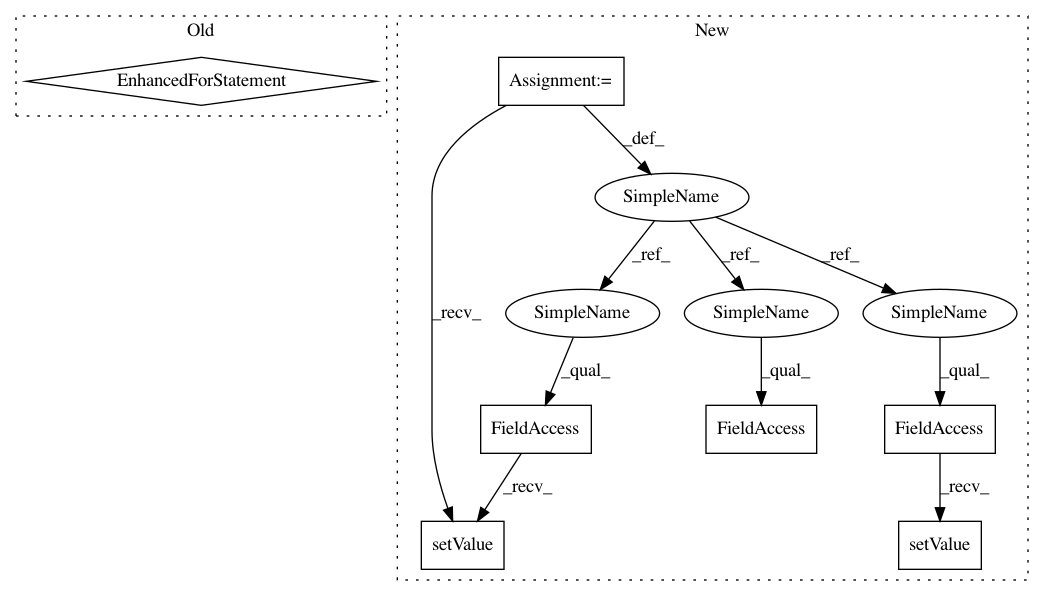 Old
New
EnhancedForStatement
Assignment:=
_def_
SimpleName
_ref_
_ref_
_ref_
_recv_
SimpleName
SimpleName
SimpleName
_qual_
_qual_
_qual_
FieldAccess
FieldAccess
FieldAccess
_recv_
_recv_
setValue
setValue